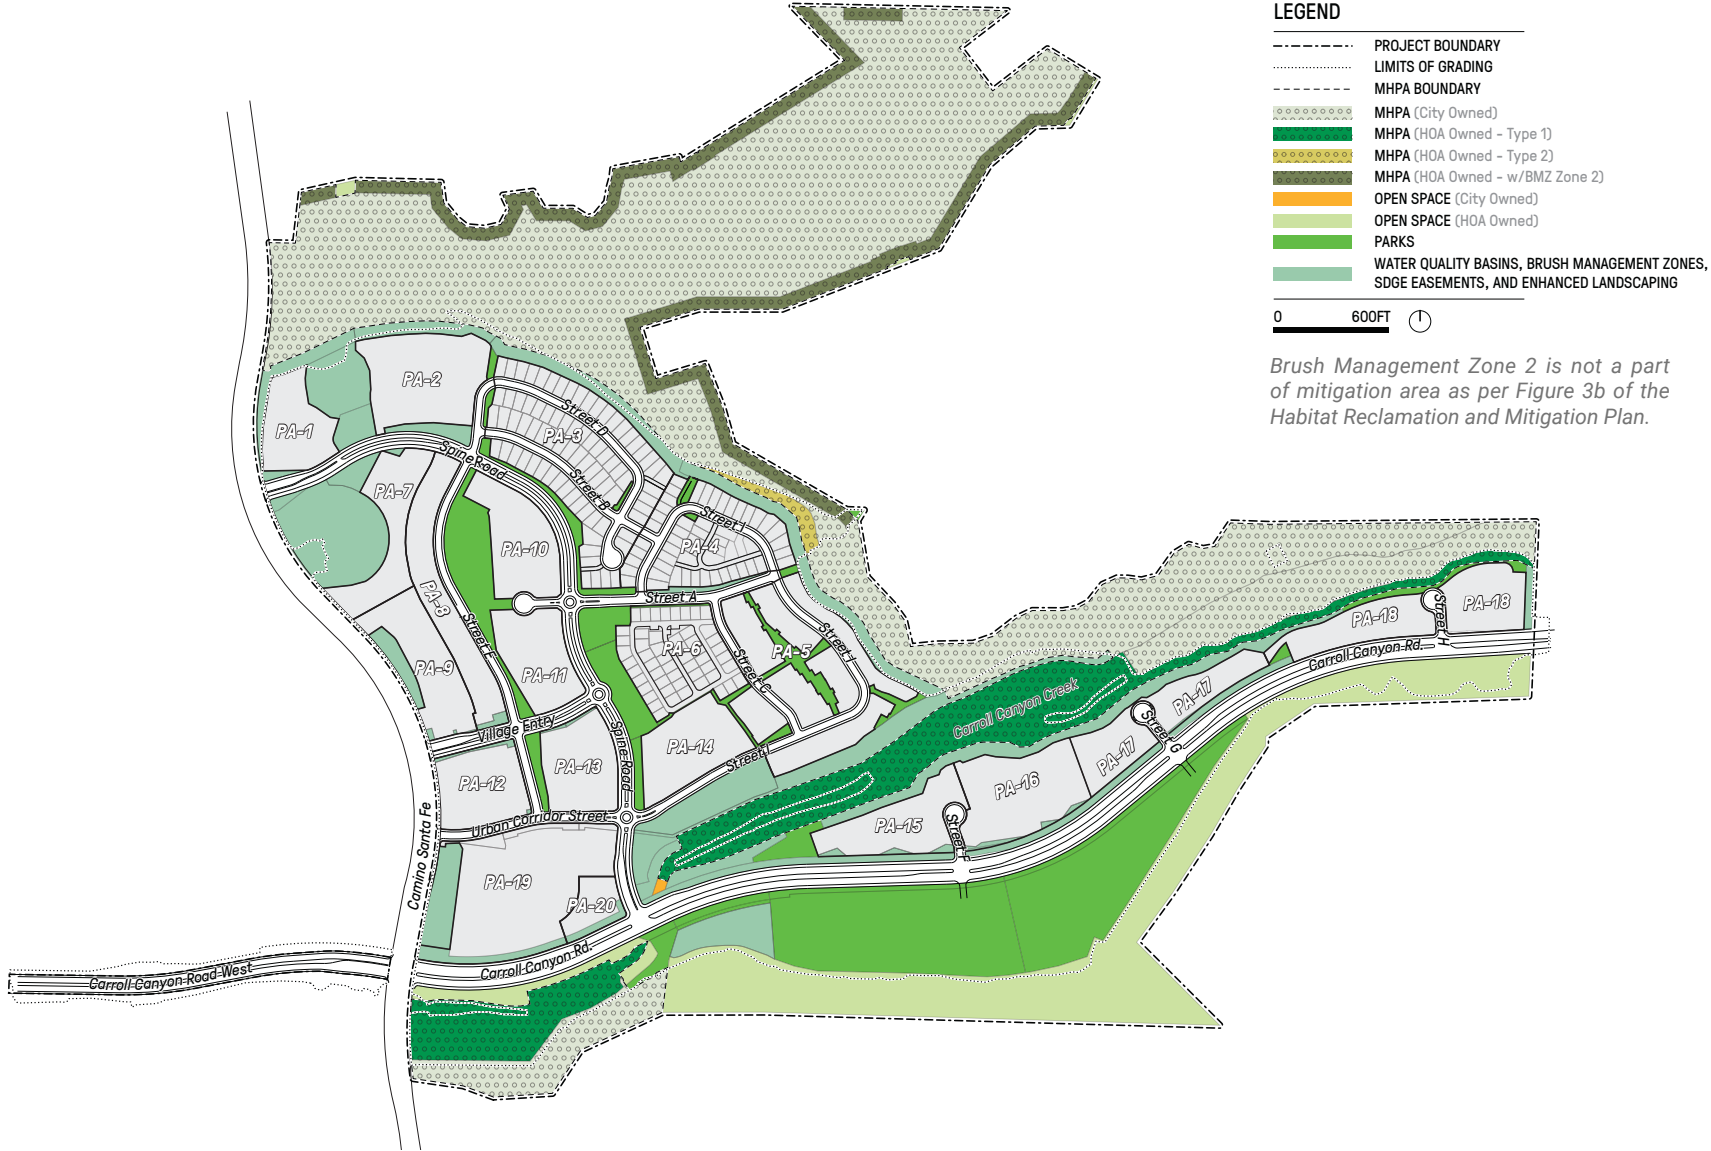 LEGEND
PROJECT BOUNDARY
LIMITS OF GRADING
MHPA BOUNDARY
MHPA (City Owned)
MHPA (HOA Owned - Type 1)
MHPA (HOA Owned - Type 2)
MHPA (HOA Owned - w/BMZ Zone 2)
OPEN SPACE (City Owned)
OPEN SPACE (HOA Owned)
PARKS
WATER QUALITY BASINS, BRUSH MANAGEMENT ZONES,
SDGE EASEMENTS, AND ENHANCED LANDSCAPING
0 600FT
Brush Management Zone 2 is not a part
of mitigation area as per Figure 3b of the
Habitat Reclamation and Mitigation Plan.
PA-2
PA-1
PA-3
Street D
Spine Road
Street B
PA-7
Street J
PA-10
PA-4
PA-8
Street A
Street E
PA-6
PA-5
Street I
PA-9
PA-11
Street C
PA-18
PA-18
Street H
Carroll Canyon Rd.
Carroll Canyon Creek
PA-17
Street G
Village Entry
Spine Road
PA-14
Street I
PA-17
PA-13
PA-12
PA-16
Urban Corridor Street
PA-15
Street F
Camino Santa Fe
PA-19
PA-20
Carroll Canyon Rd.
Carroll Canyon Road West